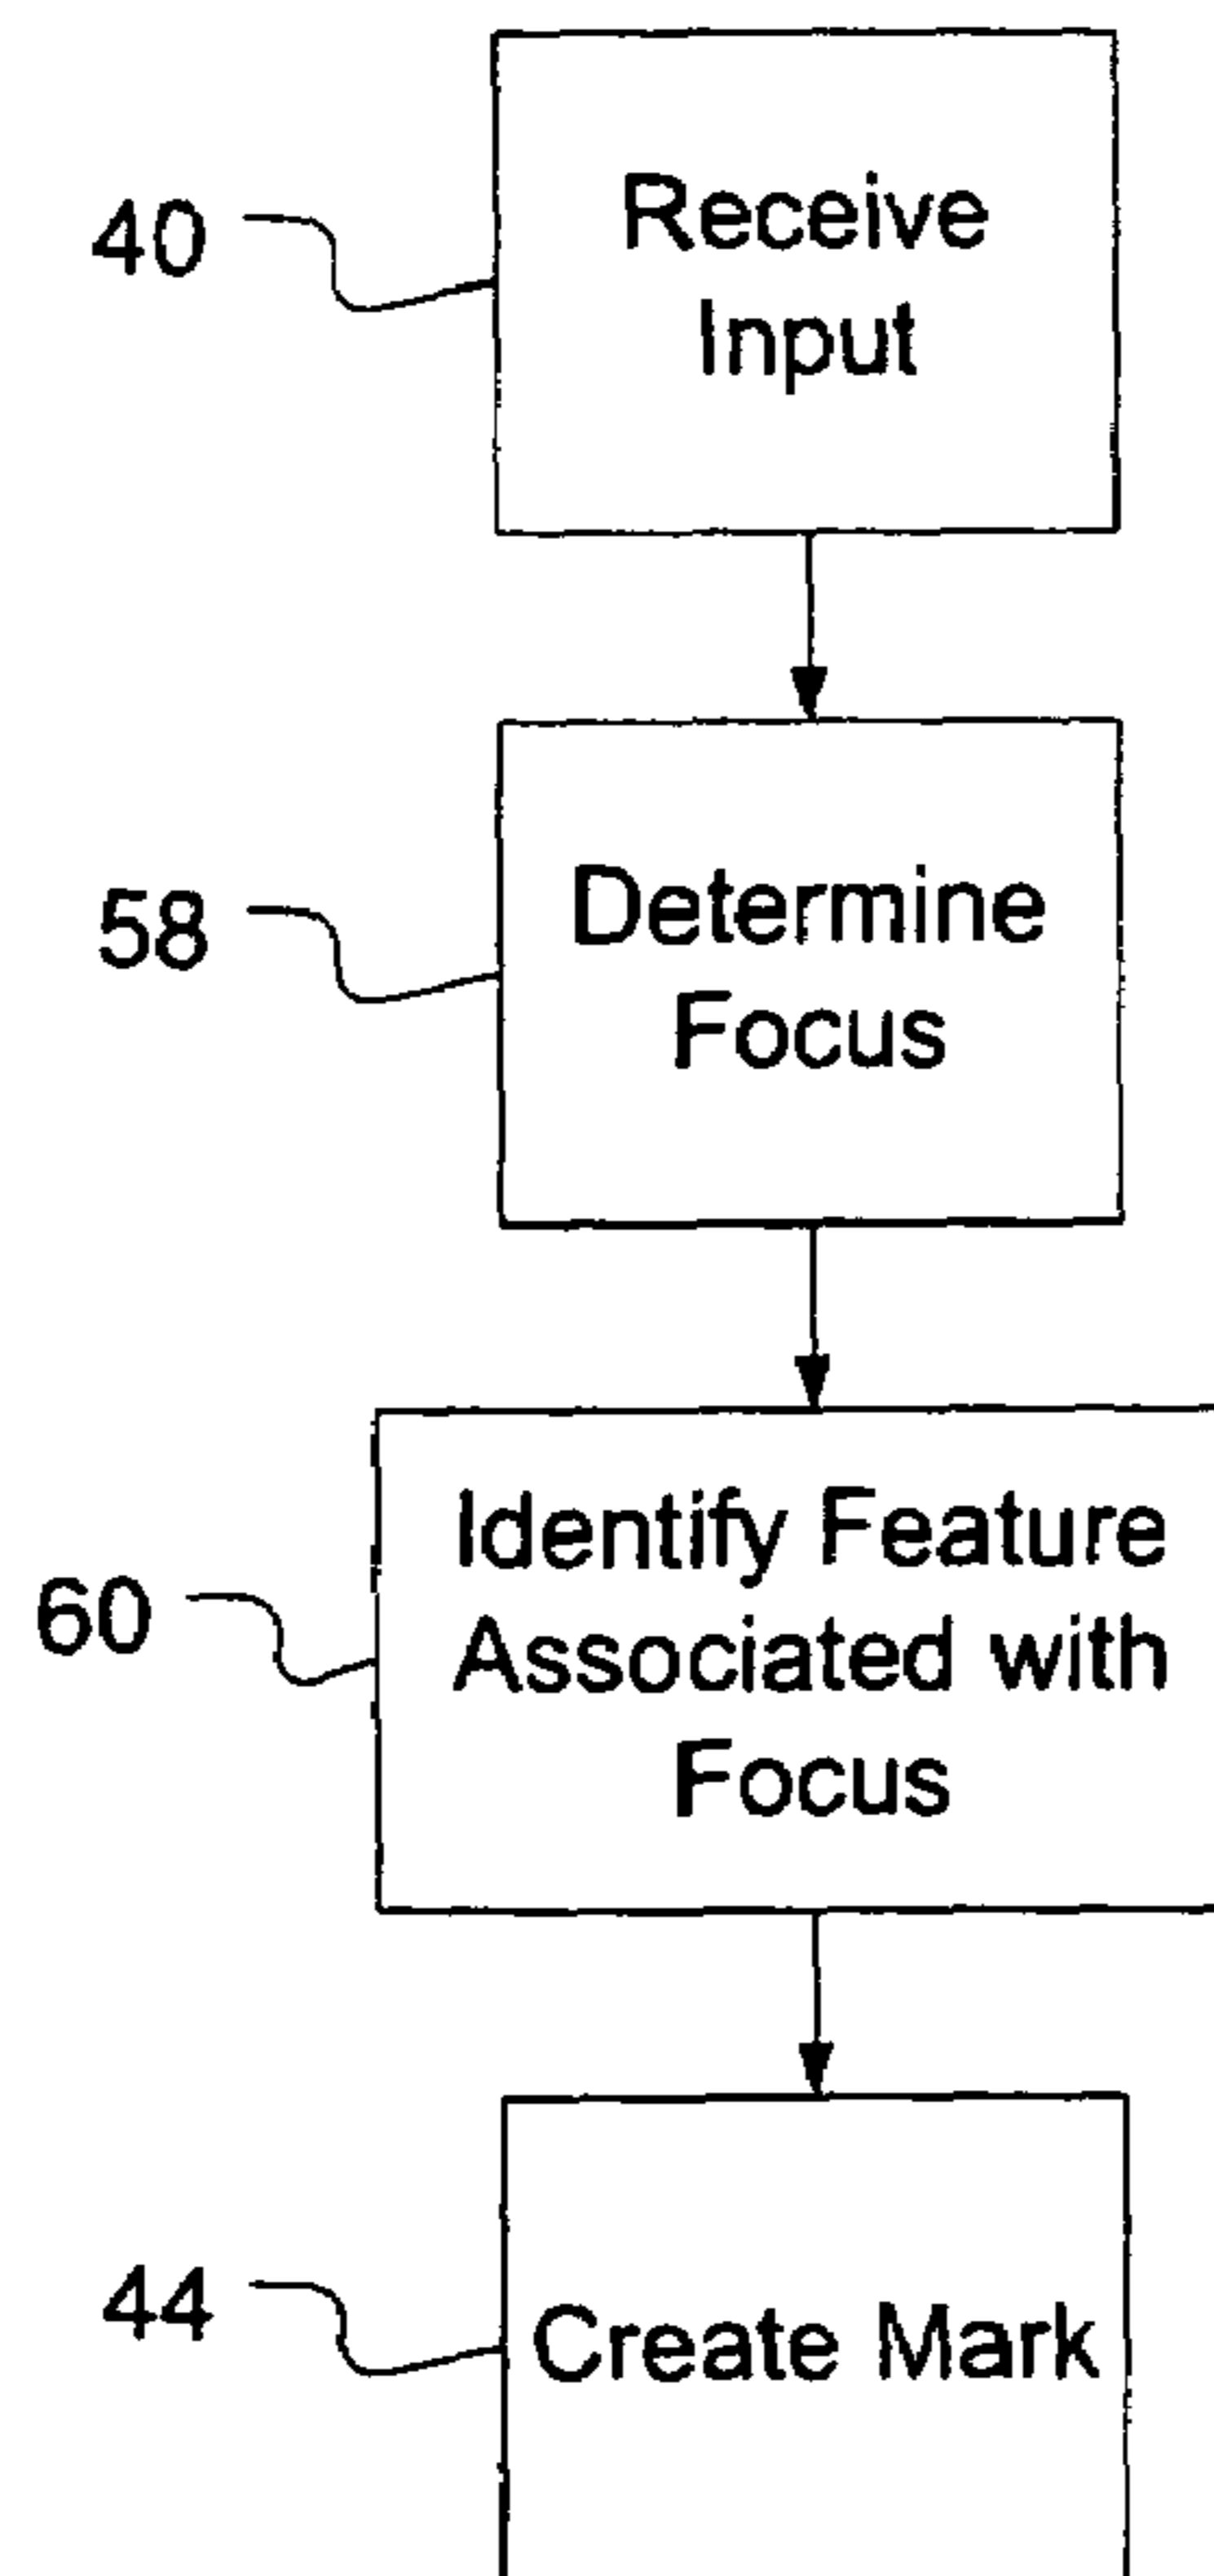 40
Receive
Input
58
Determine
Focus
60
Identify Feature
Associated with
Focus
44
Create Mark